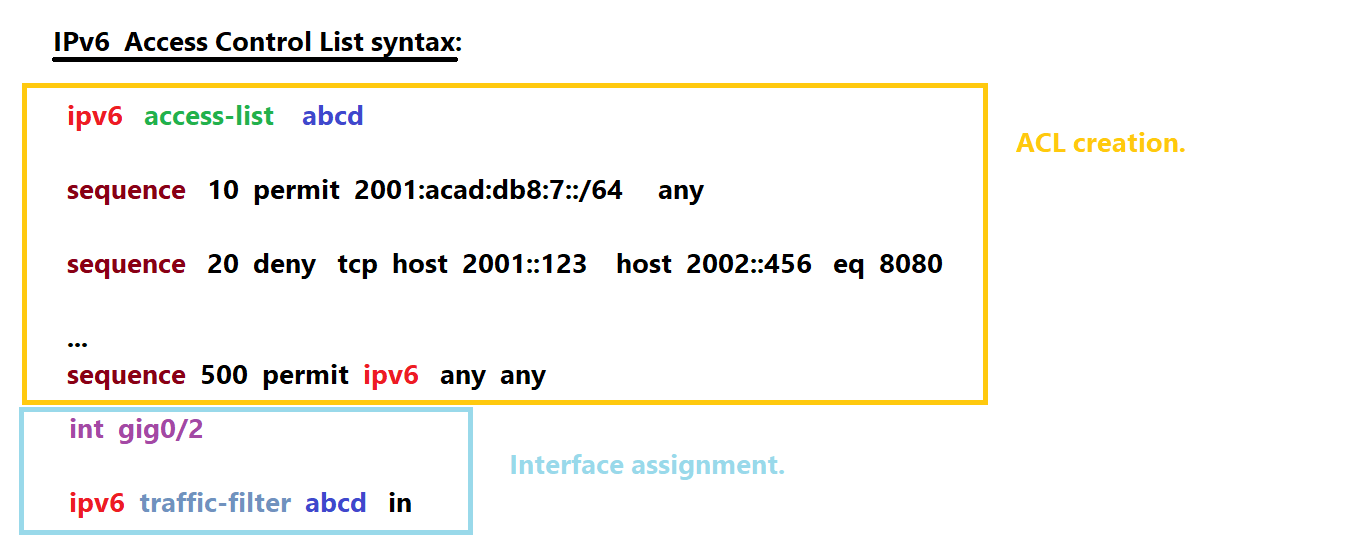 IPv6 Access Control List syntax:
ipv6 access-list abcd
ACL creation.
sequence 10 permit 2001:acad:db8:7::/64 any
sequence 20 deny tcp host 2001::123 host 2002::456 eq 8080
...
sequence 500 permit ipv6 any any
int gig0/2
Interface assignment.
ipv6 traffic-filter abcd in